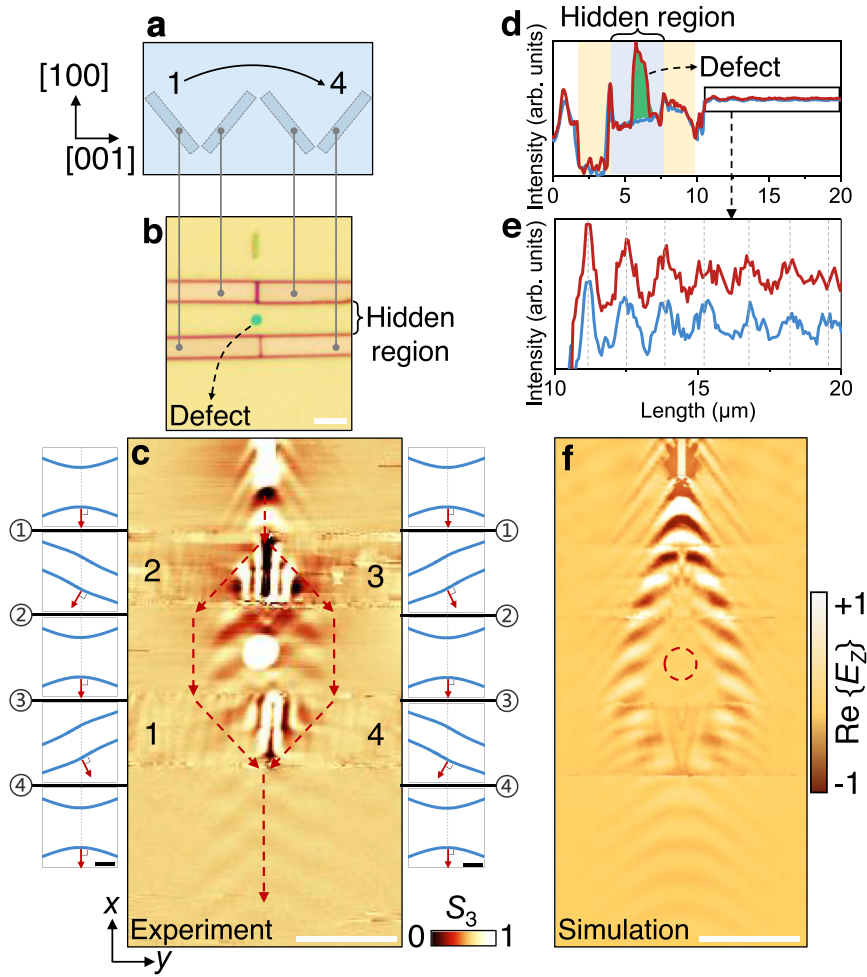 a
[100]
[001]
1
4
b
Hidden
region
Defect
c
①
①
2
3
②
②
③
③
1
4
④
④
x
y
Experiment
S3
0
1
d
Hidden region
Defect
Intensity (arb. units)
0
5
10
15
20
e
Intensity (arb. units)
10
15
20
Length (μm)
f
Simulation
+1
Re {EZ}
-1